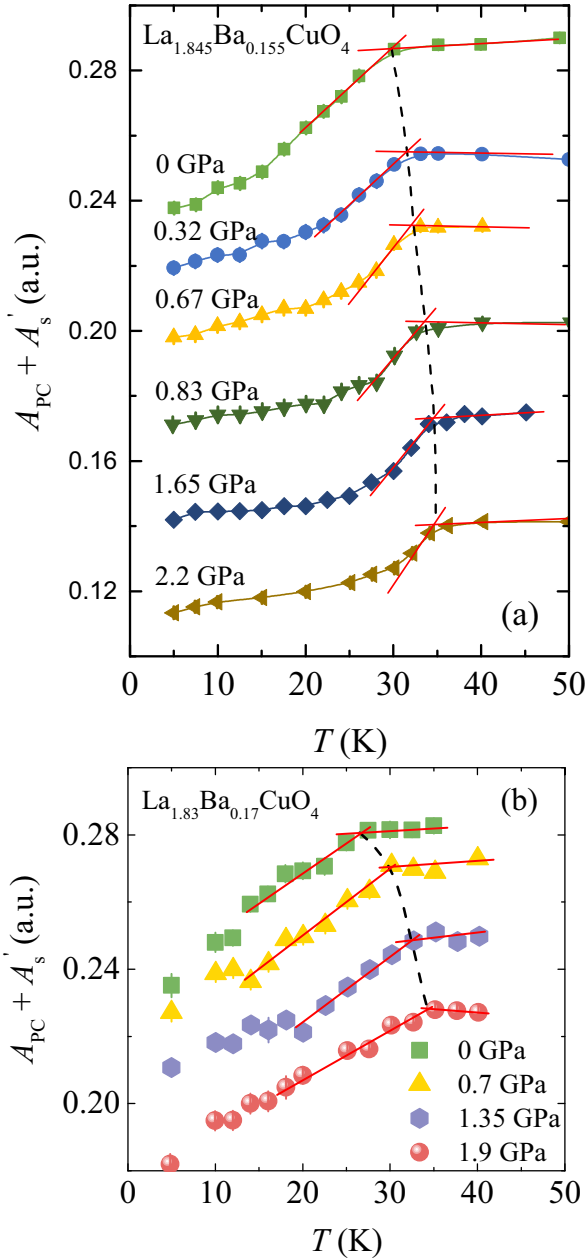 La1.845Ba0.155CuO4
0.28
0 GPa
0.24
0.32 GPa
0.67 GPa
0.20
0.83 GPa
0.16
1.65 GPa
2.2 GPa
0.12
(a)
APC + As' (a.u.)
0 10 20 30 40 50
T (K)
La1.83Ba0.17CuO4 (b)
0.28
0.24
0.20
APC + As' (a.u.)
0 GPa
0.7 GPa
1.35 GPa
1.9 GPa
0 10 20 30 40 50
T (K)